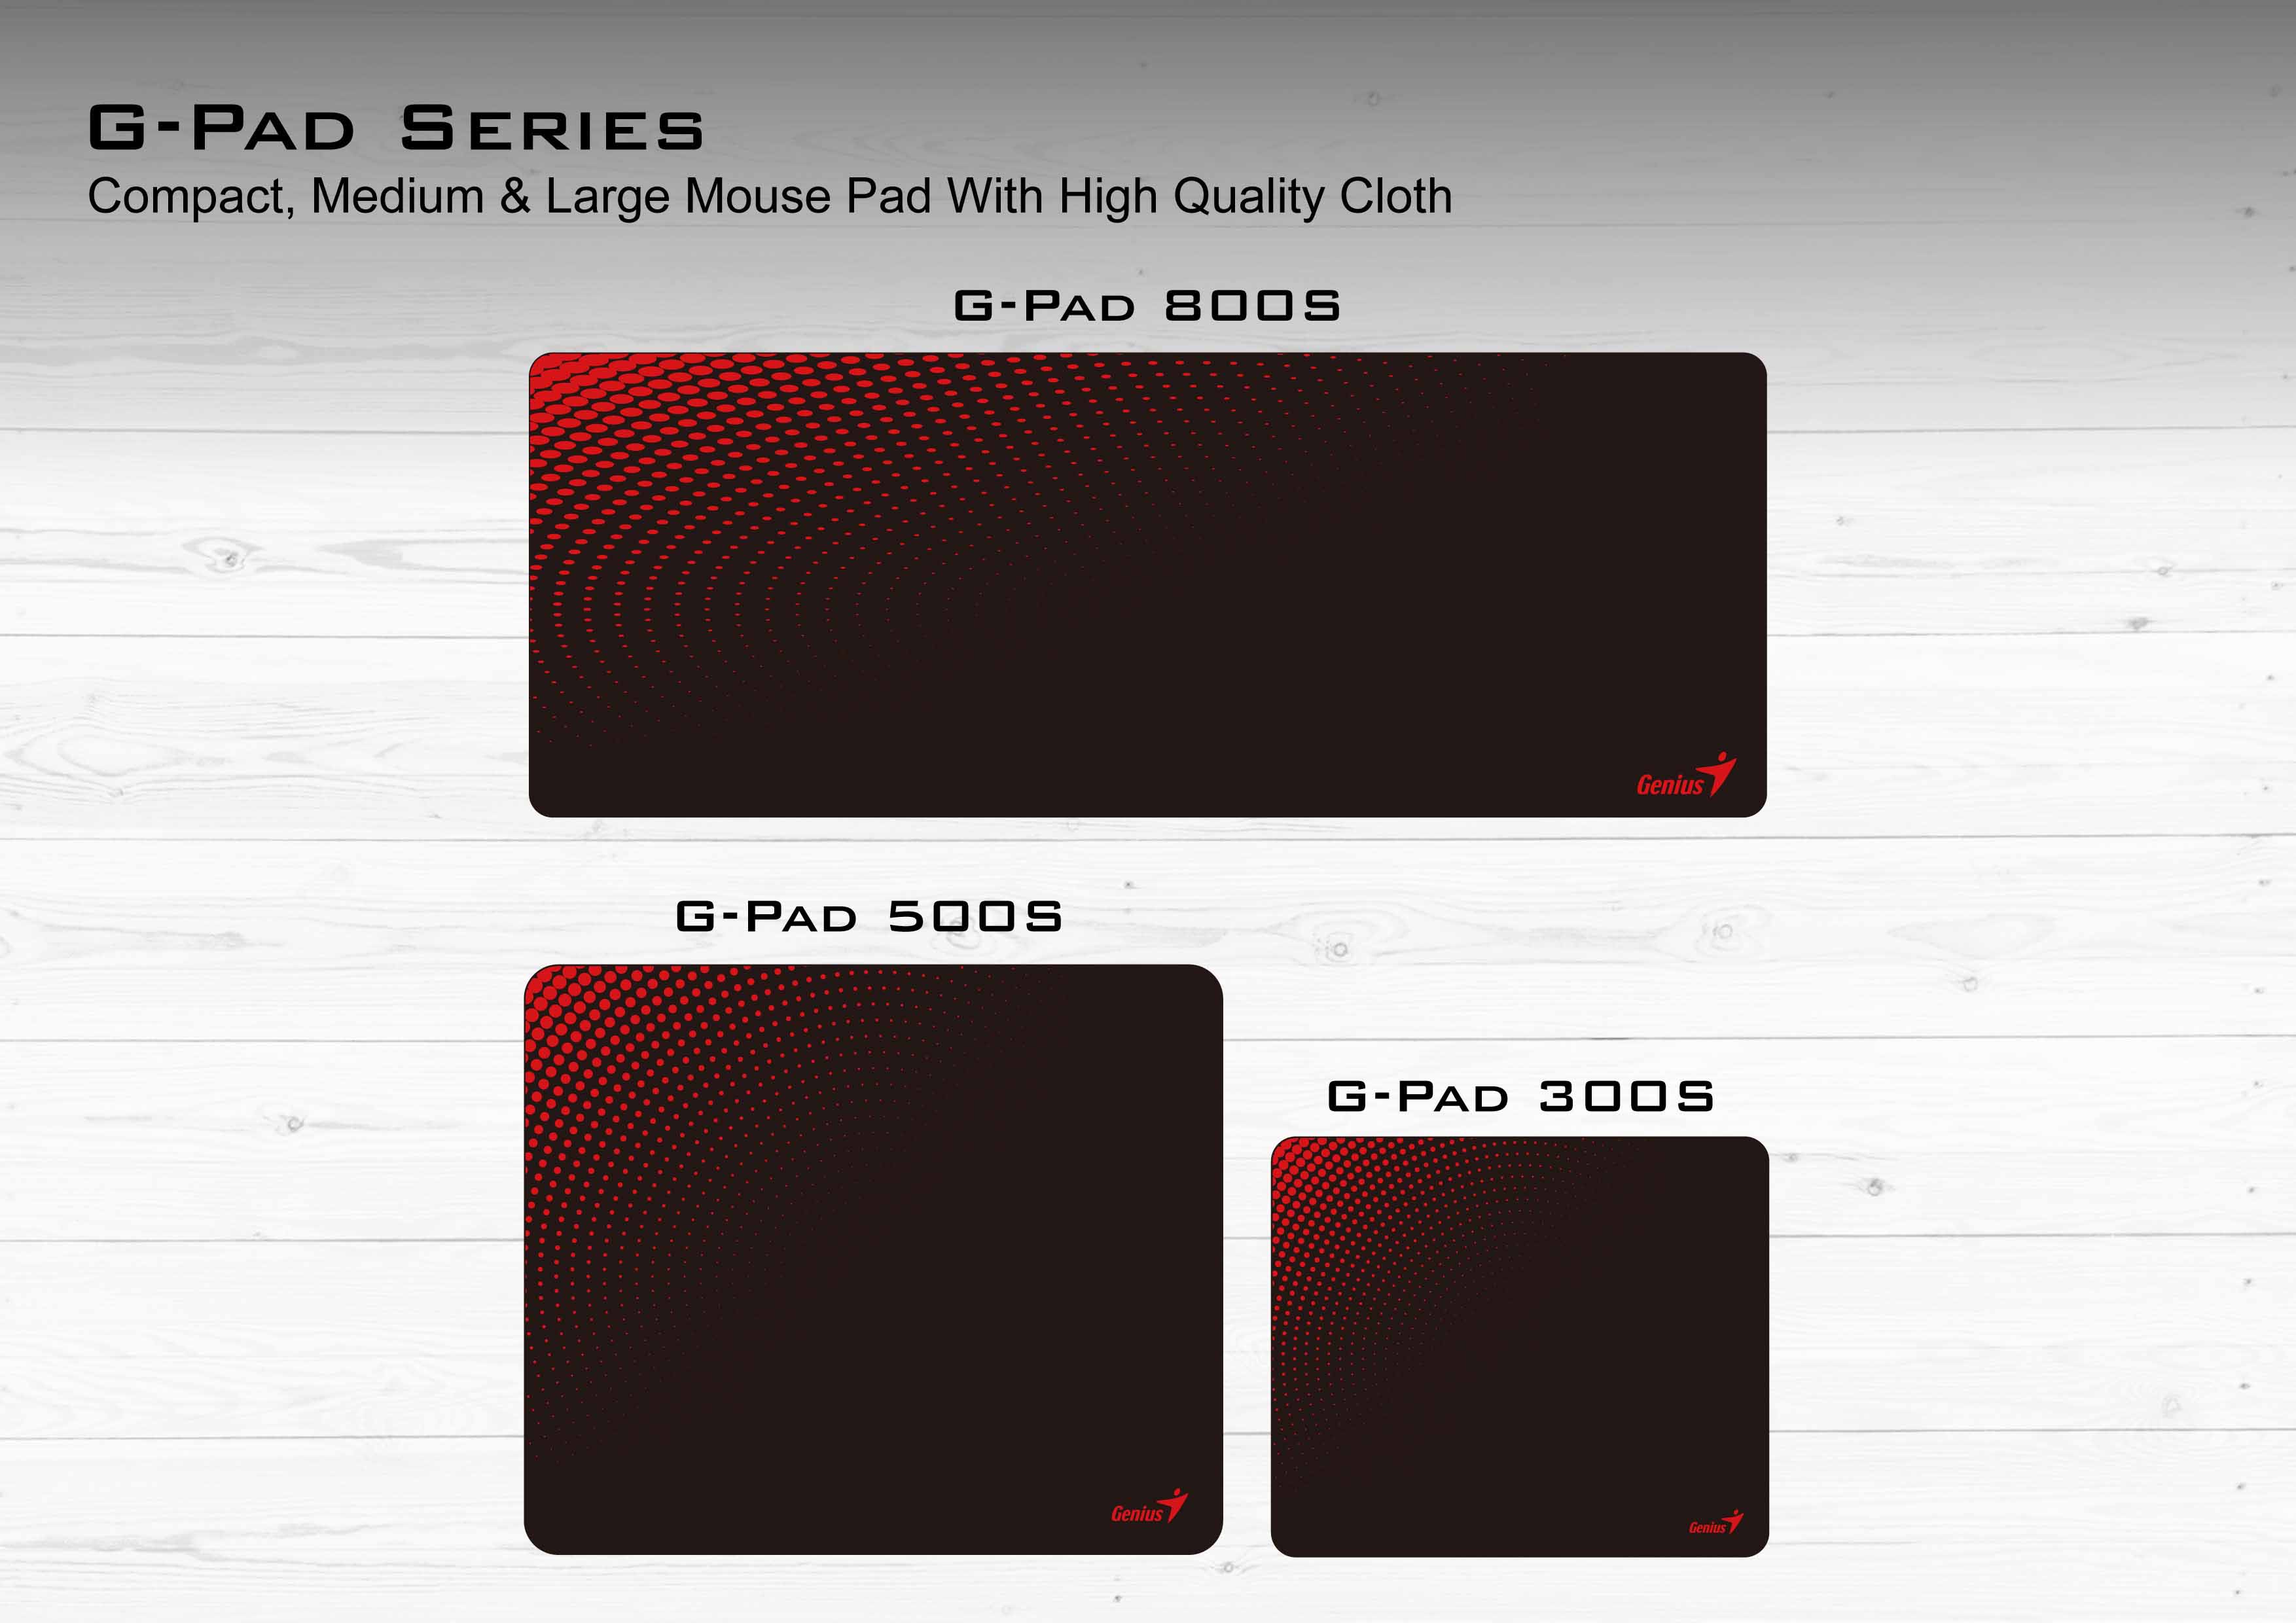 G-Pad Series
Compact, Medium & Large Mouse Pad With High Quality Cloth
G-Pad 800S
Genius
G-Pad 500S
G-Pad 300S
Genius
Genius